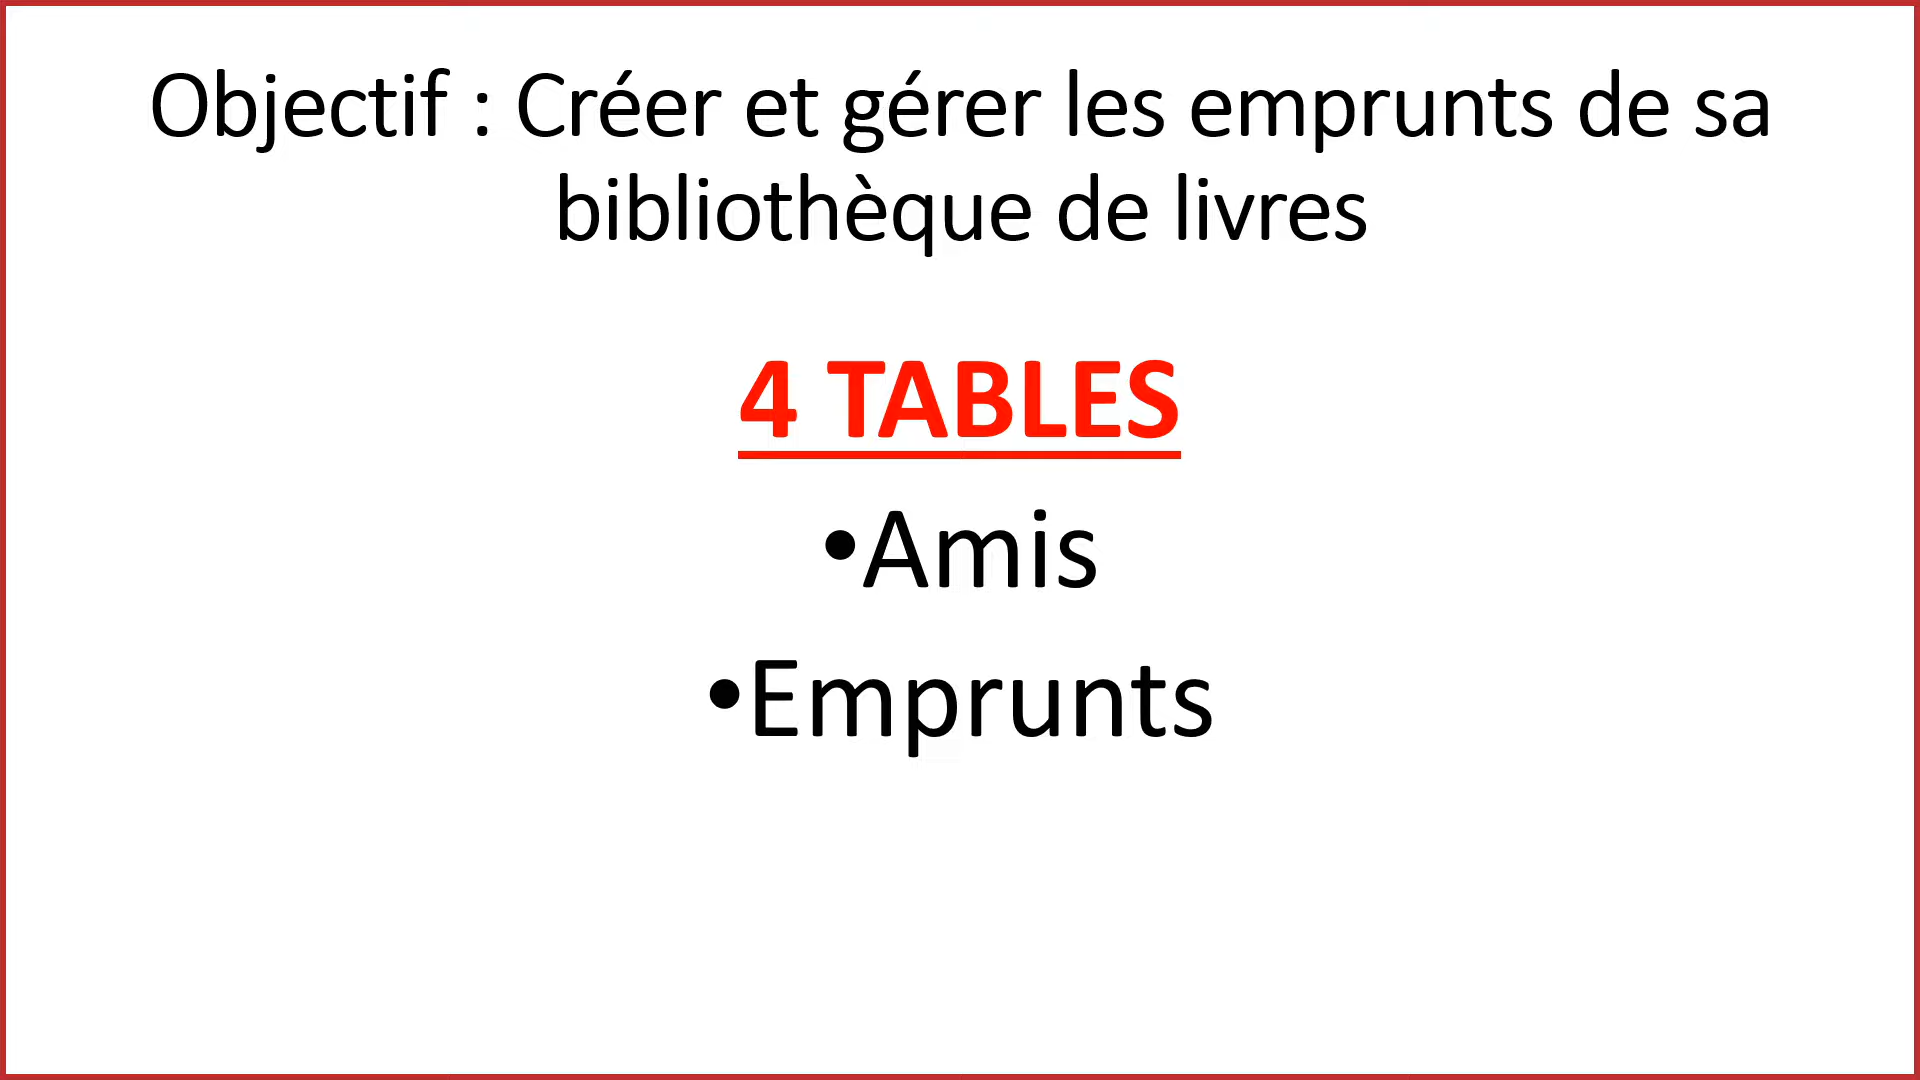 Objectif : Créer et gérer les emprunts de sa
bibliothèque de livres
4 TABLES
•Amis
•Emprunts